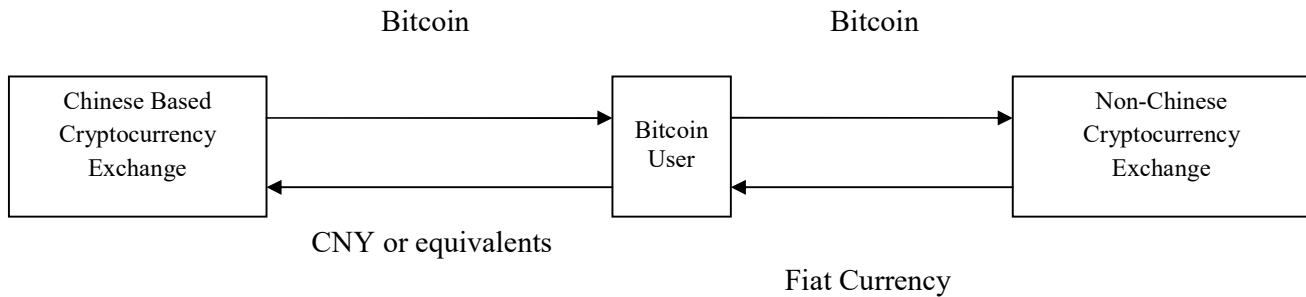 Bitcoin
Bitcoin
Chinese Based
Cryptocurrency
Exchange
Bitcoin
User
Non-Chinese
Cryptocurrency
Exchange
CNY or equivalents
Fiat Currency